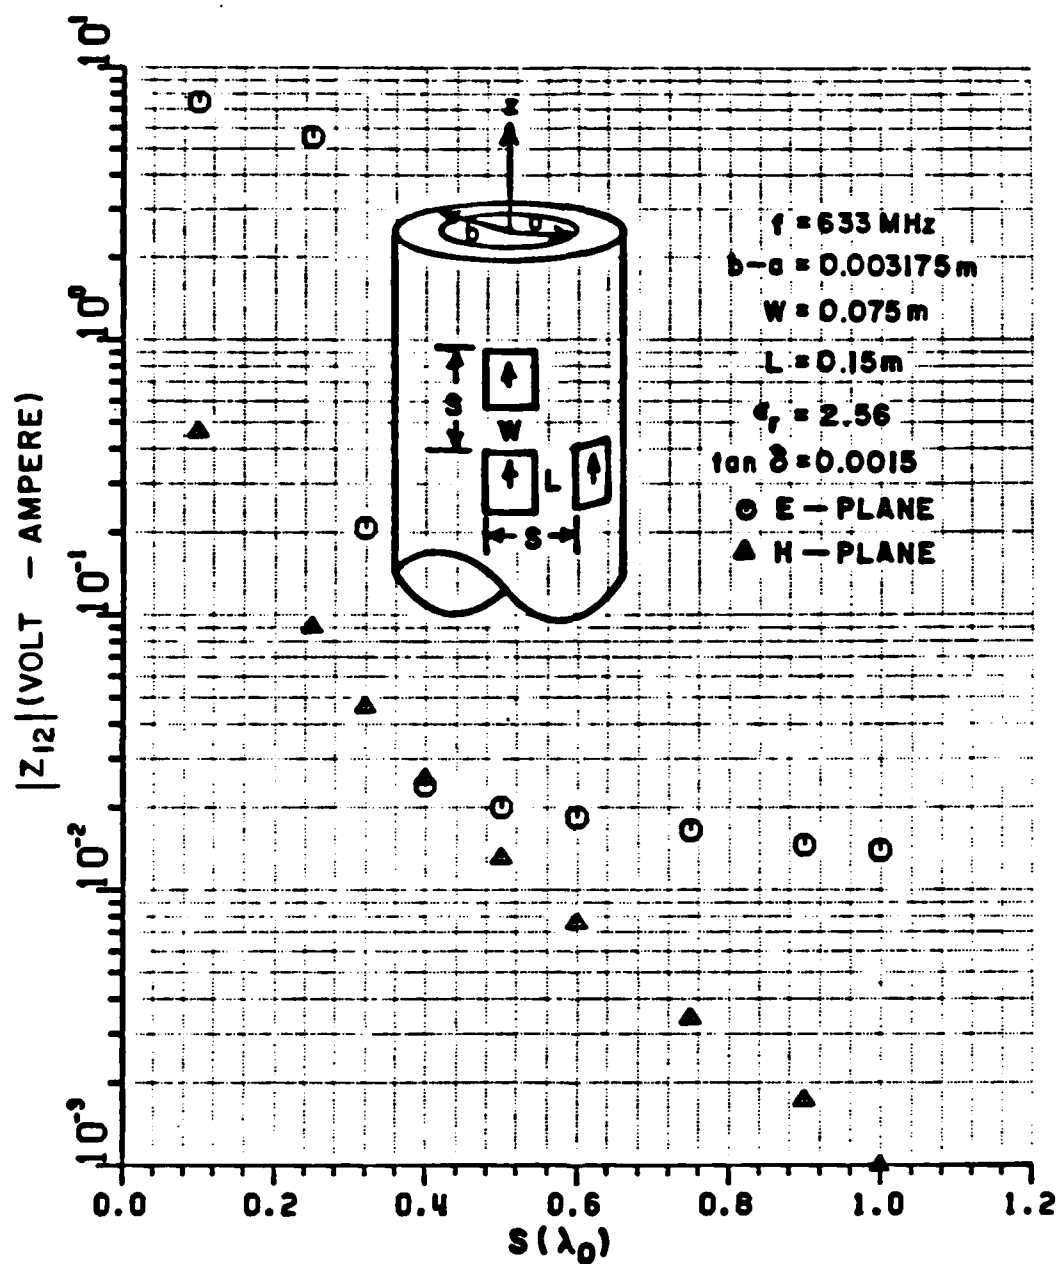 10¹
10⁰
10⁻¹
10⁻²
10⁻³
|Z₁₂| (VOLT – AMPERE)
z
b
a
S
W
L
S
f = 633 MHz
b-a = 0.003175 m
W = 0.075 m
L = 0.15 m
ϵᵣ = 2.56
tan δ = 0.0015
E – PLANE
H – PLANE
0.0 0.2 0.4 0.6 0.8 1.0 1.2
S (λ₀)